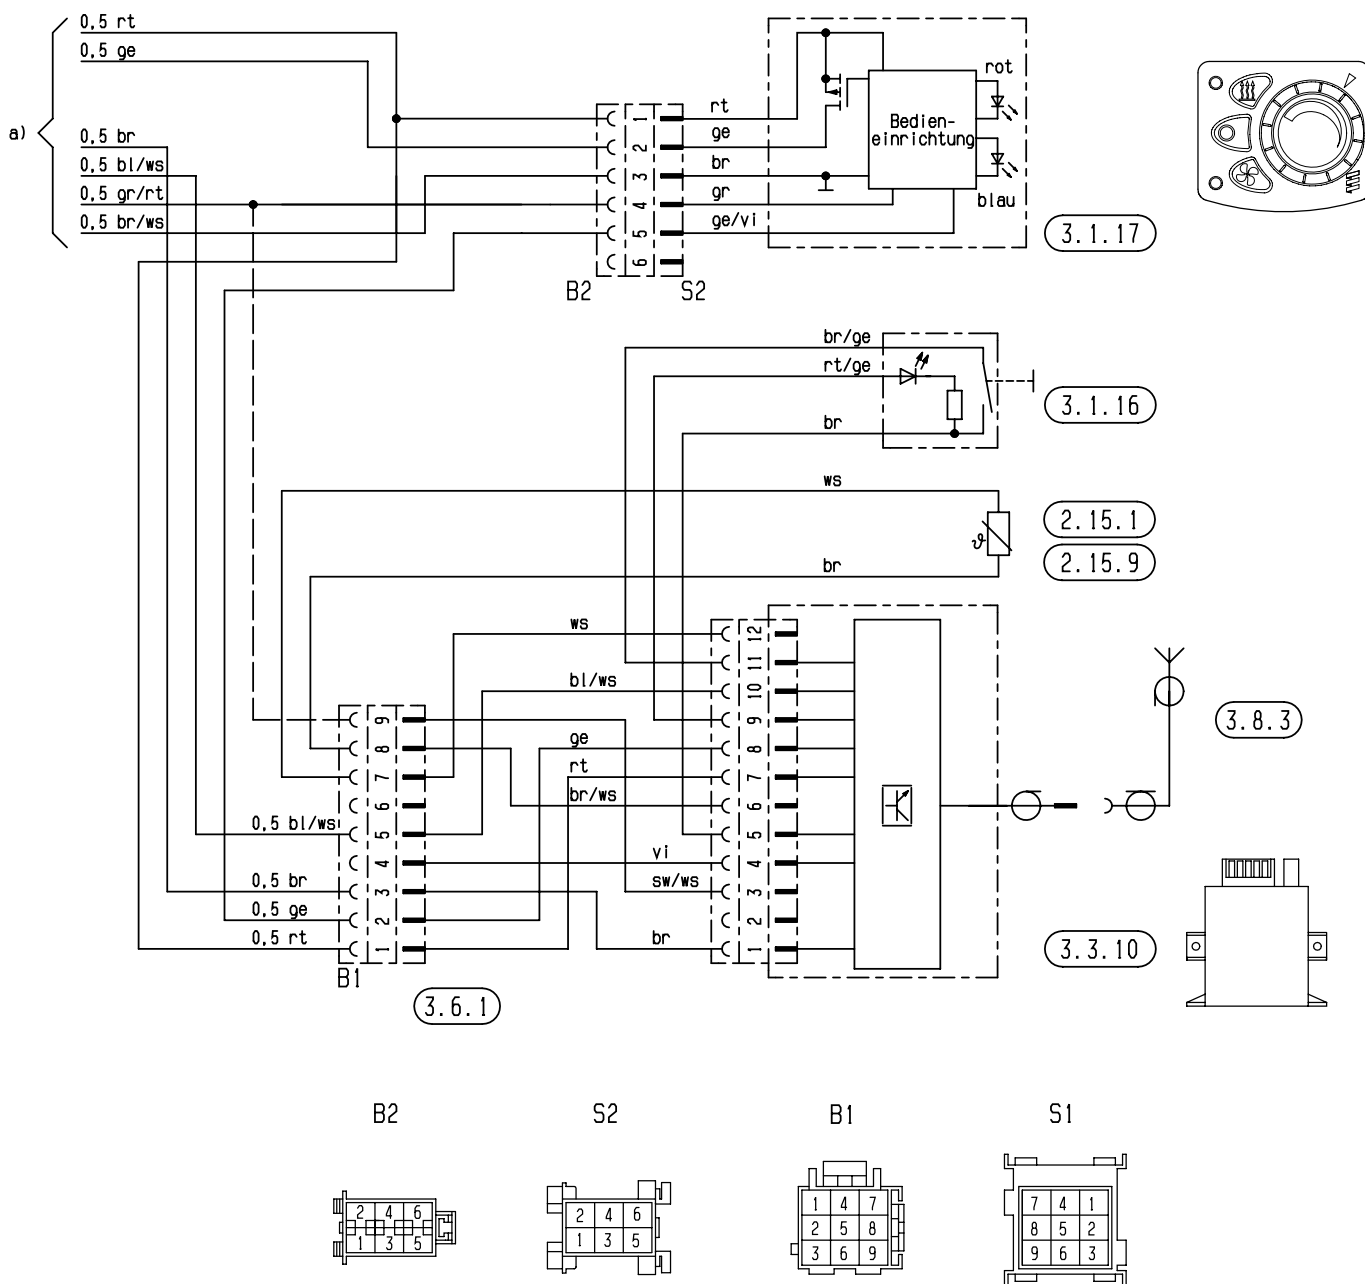 0,5 rt
0,5 ge
a)
0,5 br
0,5 bl/ws
0,5 gr/rt
0,5 br/ws
1
2
3
4
5
6
B2
S2
rt
ge
br
gr
ge/vi
Bedien-
einrichtung
rot
blau
3.1.17
br/ge
rt/ge
br
3.1.16
ws
ϑ
br
2.15.1
2.15.9
ws
bl/ws
ge
rt
br/ws
vi
sw/ws
br
12
11
10
9
8
7
6
5
4
3
2
1
3.8.3
3.3.10
9
8
7
6
5
4
3
2
1
0,5 bl/ws
0,5 br
0,5 ge
0,5 rt
B1
3.6.1
B2
S2
B1
S1
2 4 6
1 3 5
2 4 6
1 3 5
1 4 7
2 5 8
3 6 9
7 4 1
8 5 2
9 6 3